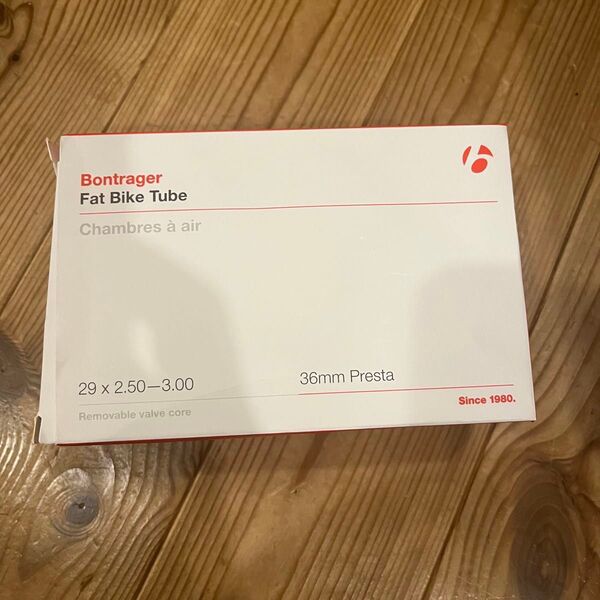 Bontrager
Fat Bike Tube
Chambres à air
29 x 2.50—3.00
36mm Presta
Removable valve core
Since 1980.